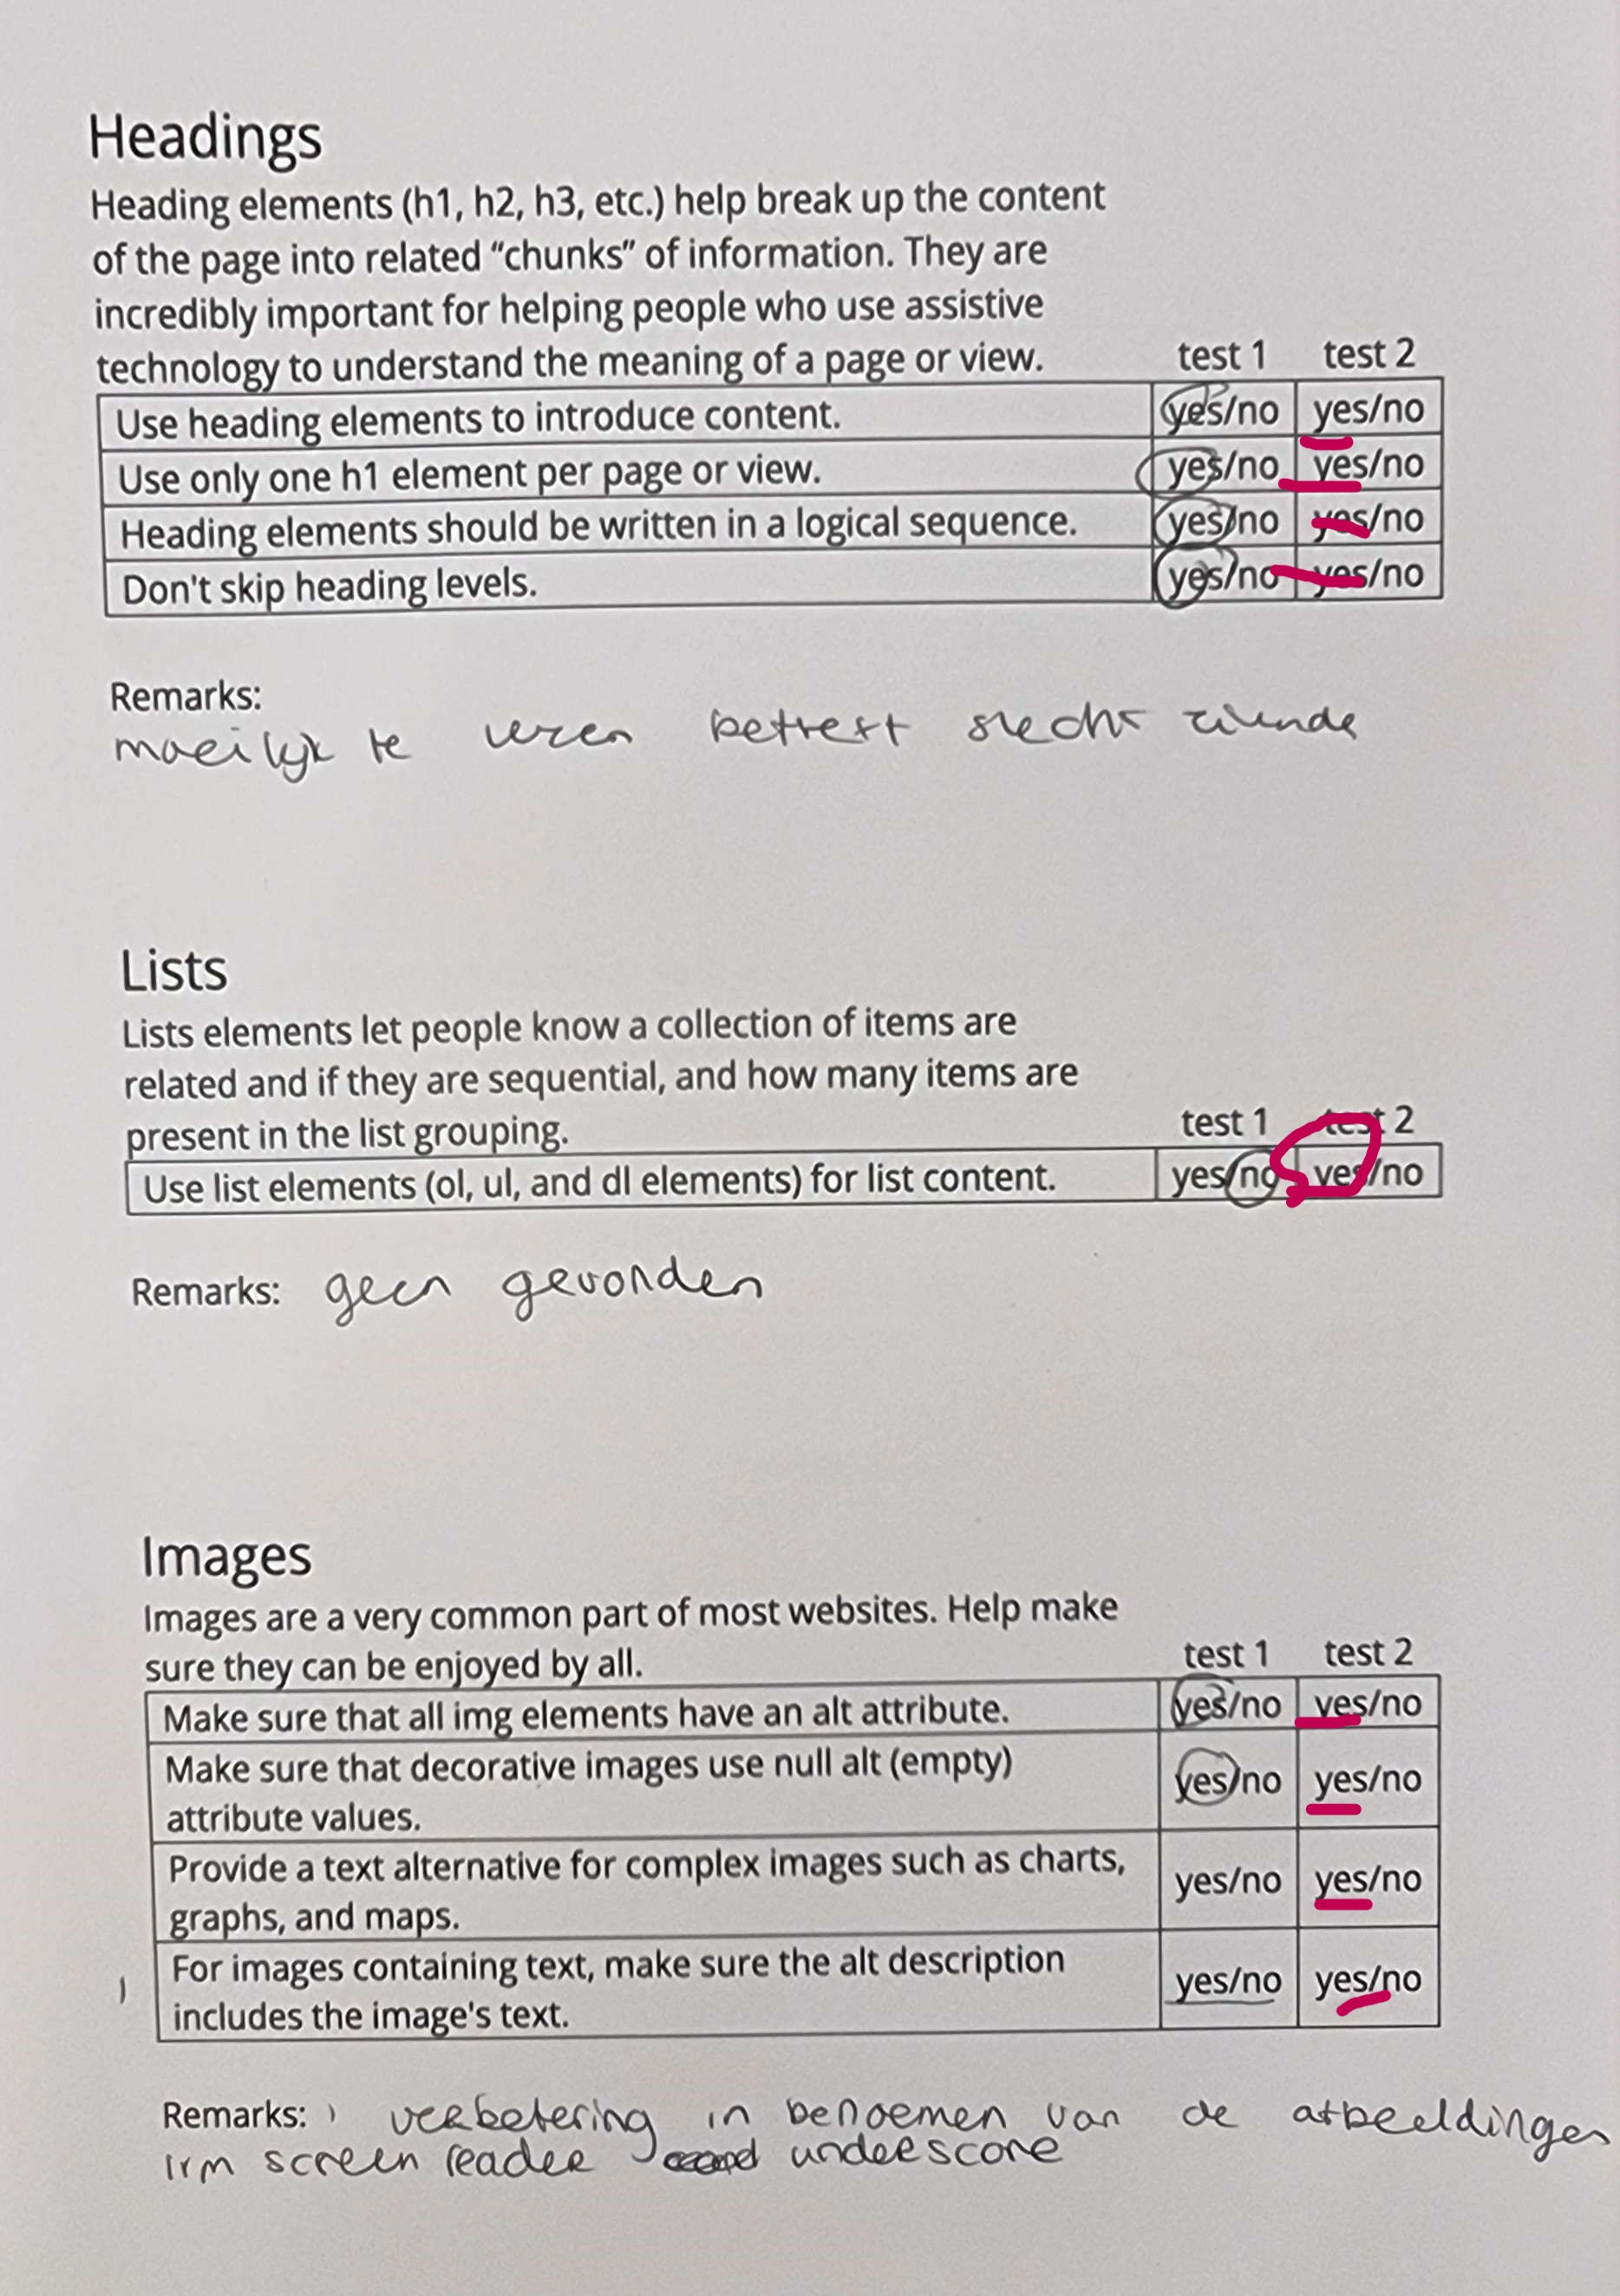 Headings
Heading elements (h1, h2, h3, etc.) help break up the content
of the page into related “chunks” of information. They are
incredibly important for helping people who use assistive
technology to understand the meaning of a page or view. test 1 test 2
Use heading elements to introduce content. yes/no yes/no
Use only one h1 element per page or view. yes/no yes/no
Heading elements should be written in a logical sequence. yes/no yes/no
Don't skip heading levels. yes/no yes/no
Remarks:
moeilijk te lezen betreft slecht ziende
Lists
Lists elements let people know a collection of items are
related and if they are sequential, and how many items are
present in the list grouping. test 1 test 2
Use list elements (ol, ul, and dl elements) for list content. yes/no yes/no
Remarks: geen gevonden
Images
Images are a very common part of most websites. Help make
sure they can be enjoyed by all. test 1 test 2
Make sure that all img elements have an alt attribute. yes/no yes/no
Make sure that decorative images use null alt (empty)
attribute values. yes/no yes/no
Provide a text alternative for complex images such as charts,
graphs, and maps. yes/no yes/no
For images containing text, make sure the alt description
includes the image's text. yes/no yes/no
Remarks: verbetering in benoemen van de afbeeldingen
ivm screen reader underscore